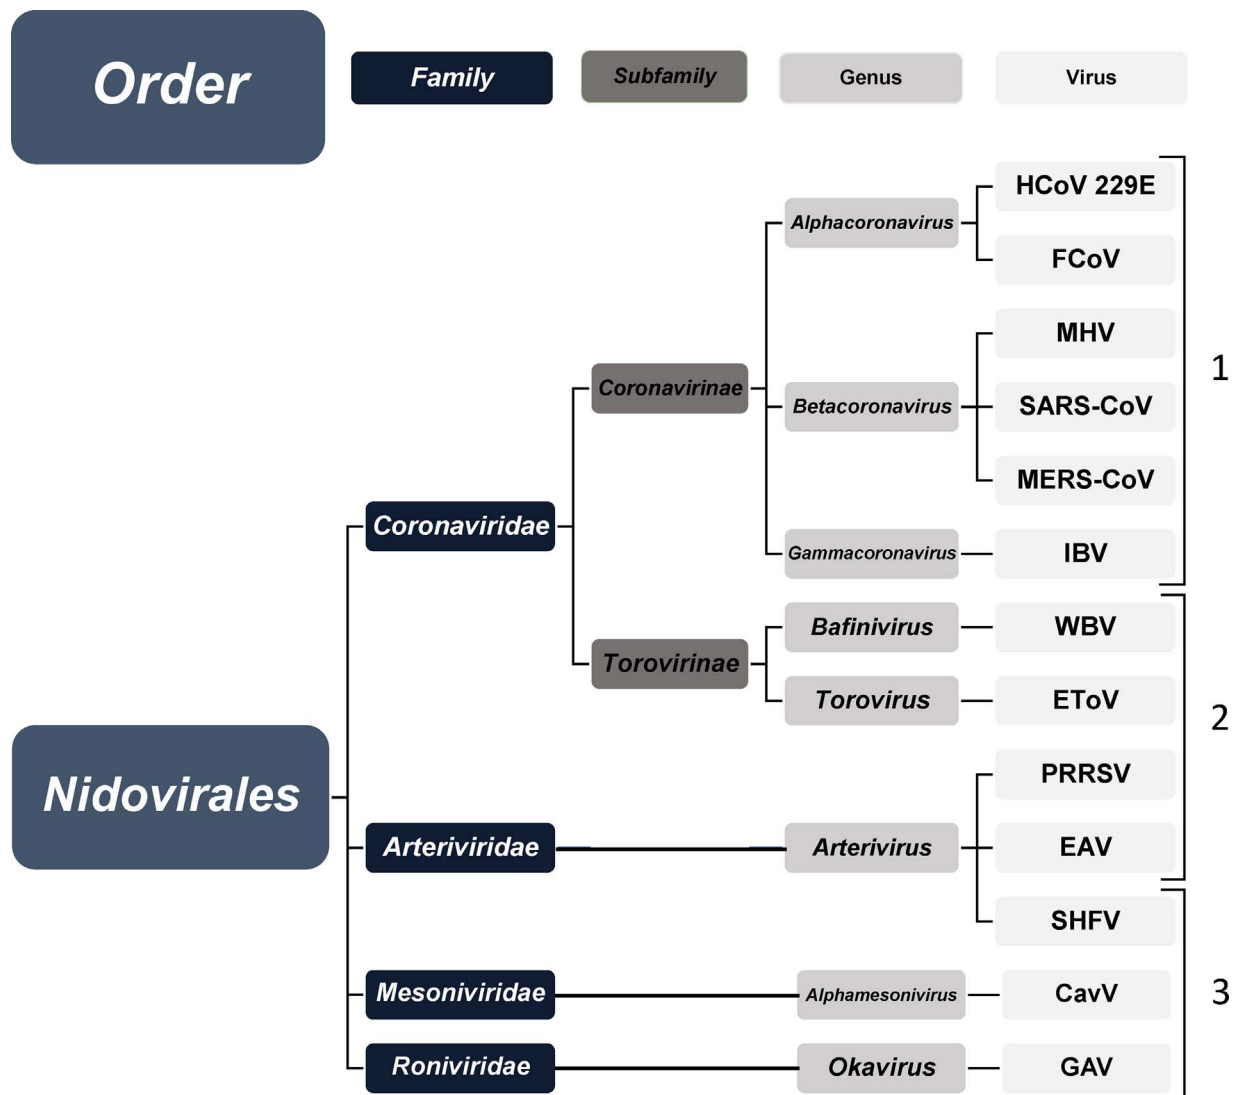 Order
Family
Subfamily
Genus
Virus
HCoV 229E
Alphacoronavirus
FCoV
MHV
1
Coronavirinae
Betacoronavirus
SARS-CoV
MERS-CoV
Coronaviridae
Gammacoronavirus
IBV
Bafinivirus
WBV
Torovirinae
Torovirus
EToV
2
PRRSV
Nidovirales
Arteriviridae
Arterivirus
EAV
SHFV
Mesoniviridae
Alphamesonivirus
CavV
3
Roniviridae
Okavirus
GAV